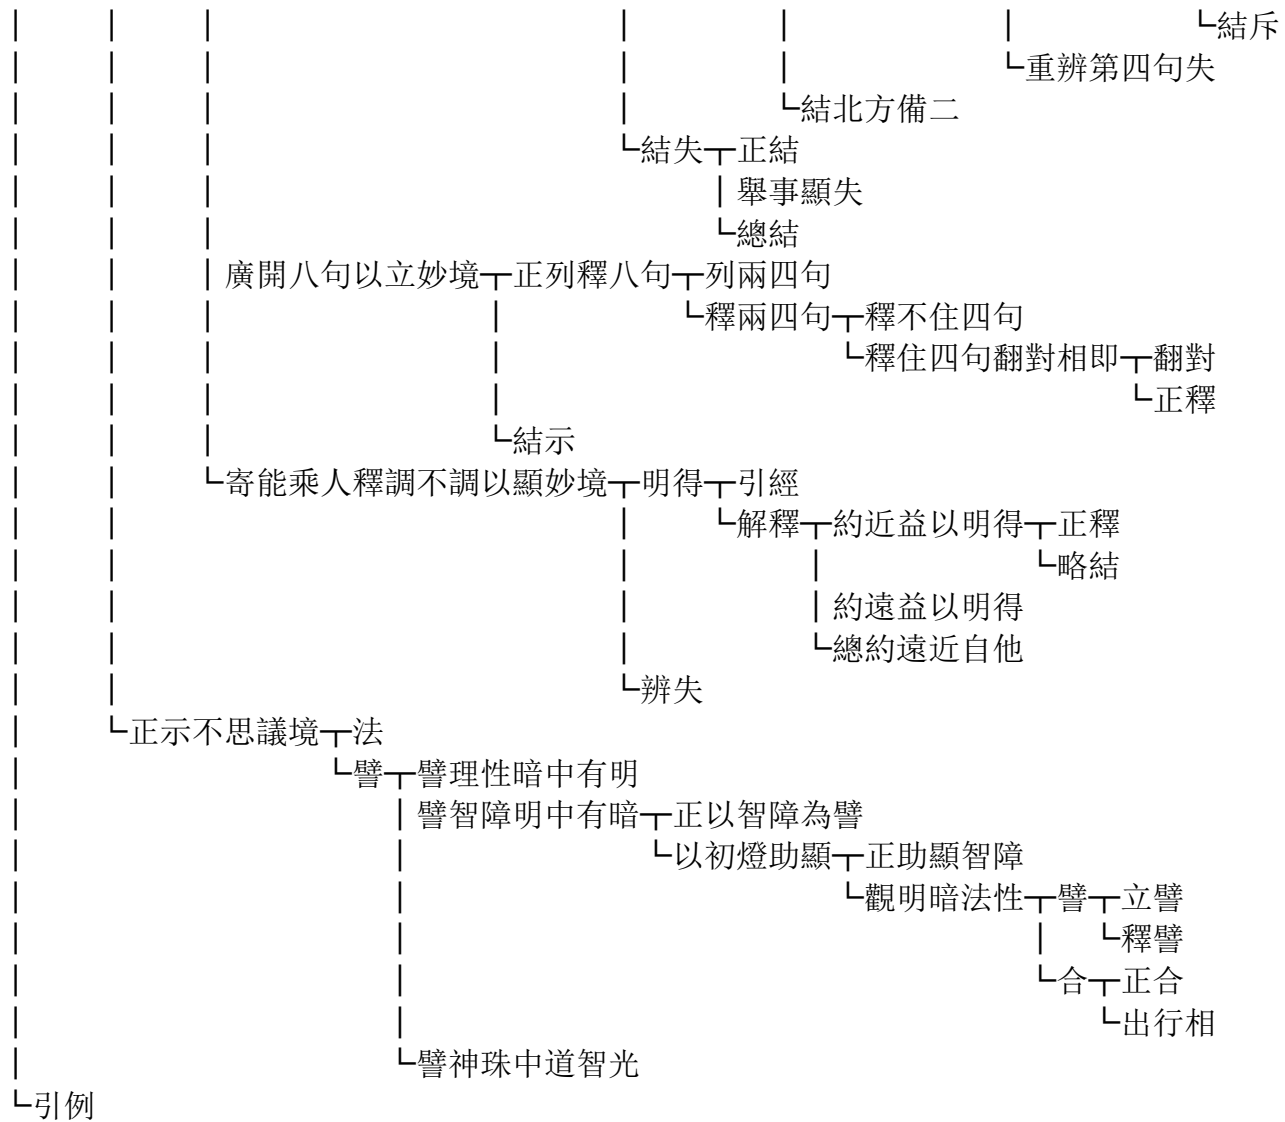 │　　│　　│　　　　　　　　　　　　│　　　　│　　　　　　│　　　　　└結斥
│　　│　　│　　　　　　　　　　　　│　　　　│　　　　　　└重辨第四句失
│　　│　　│　　　　　　　　　　　　│　　　　└結北方備二
│　　│　　│　　　　　　　　　　　　└結失┬正結
│　　│　　│　　　　　　　　　　　　　　　│舉事顯失
│　　│　　│　　　　　　　　　　　　　　　└總結
│　　│　　│廣開八句以立妙境┬正列釋八句┬列兩四句
│　　│　　│　　　　　　　　│　　　　　└釋兩四句┬釋不住四句
│　　│　　│　　　　　　　　│　　　　　　　　　　└釋住四句翻對相即┬翻對
│　　│　　│　　　　　　　　│　　　　　　　　　　　　　　　　　　　└正釋
│　　│　　│　　　　　　　　└結示
│　　│　　└寄能乘人釋調不調以顯妙境┬明得┬引經
│　　│　　　　　　　　　　　　　　　│　　└解釋┬約近益以明得┬正釋
│　　│　　　　　　　　　　　　　　　│　　　　　│　　　　　　└略結
│　　│　　　　　　　　　　　　　　　│　　　　　│約遠益以明得
│　　│　　　　　　　　　　　　　　　│　　　　　└總約遠近自他
│　　│　　　　　　　　　　　　　　　└辨失
│　　└正示不思議境┬法
│　　　　　　　　　└譬┬譬理性暗中有明
│　　　　　　　　　　　│譬智障明中有暗┬正以智障為譬
│　　　　　　　　　　　│　　　　　　　└以初燈助顯┬正助顯智障
│　　　　　　　　　　　│　　　　　　　　　　　　　└觀明暗法性┬譬┬立譬
│　　　　　　　　　　　│　　　　　　　　　　　　　　　　　　　│　└釋譬
│　　　　　　　　　　　│　　　　　　　　　　　　　　　　　　　└合┬正合
│　　　　　　　　　　　│　　　　　　　　　　　　　　　　　　　　　└出行相
│　　　　　　　　　　　└譬神珠中道智光
└引例